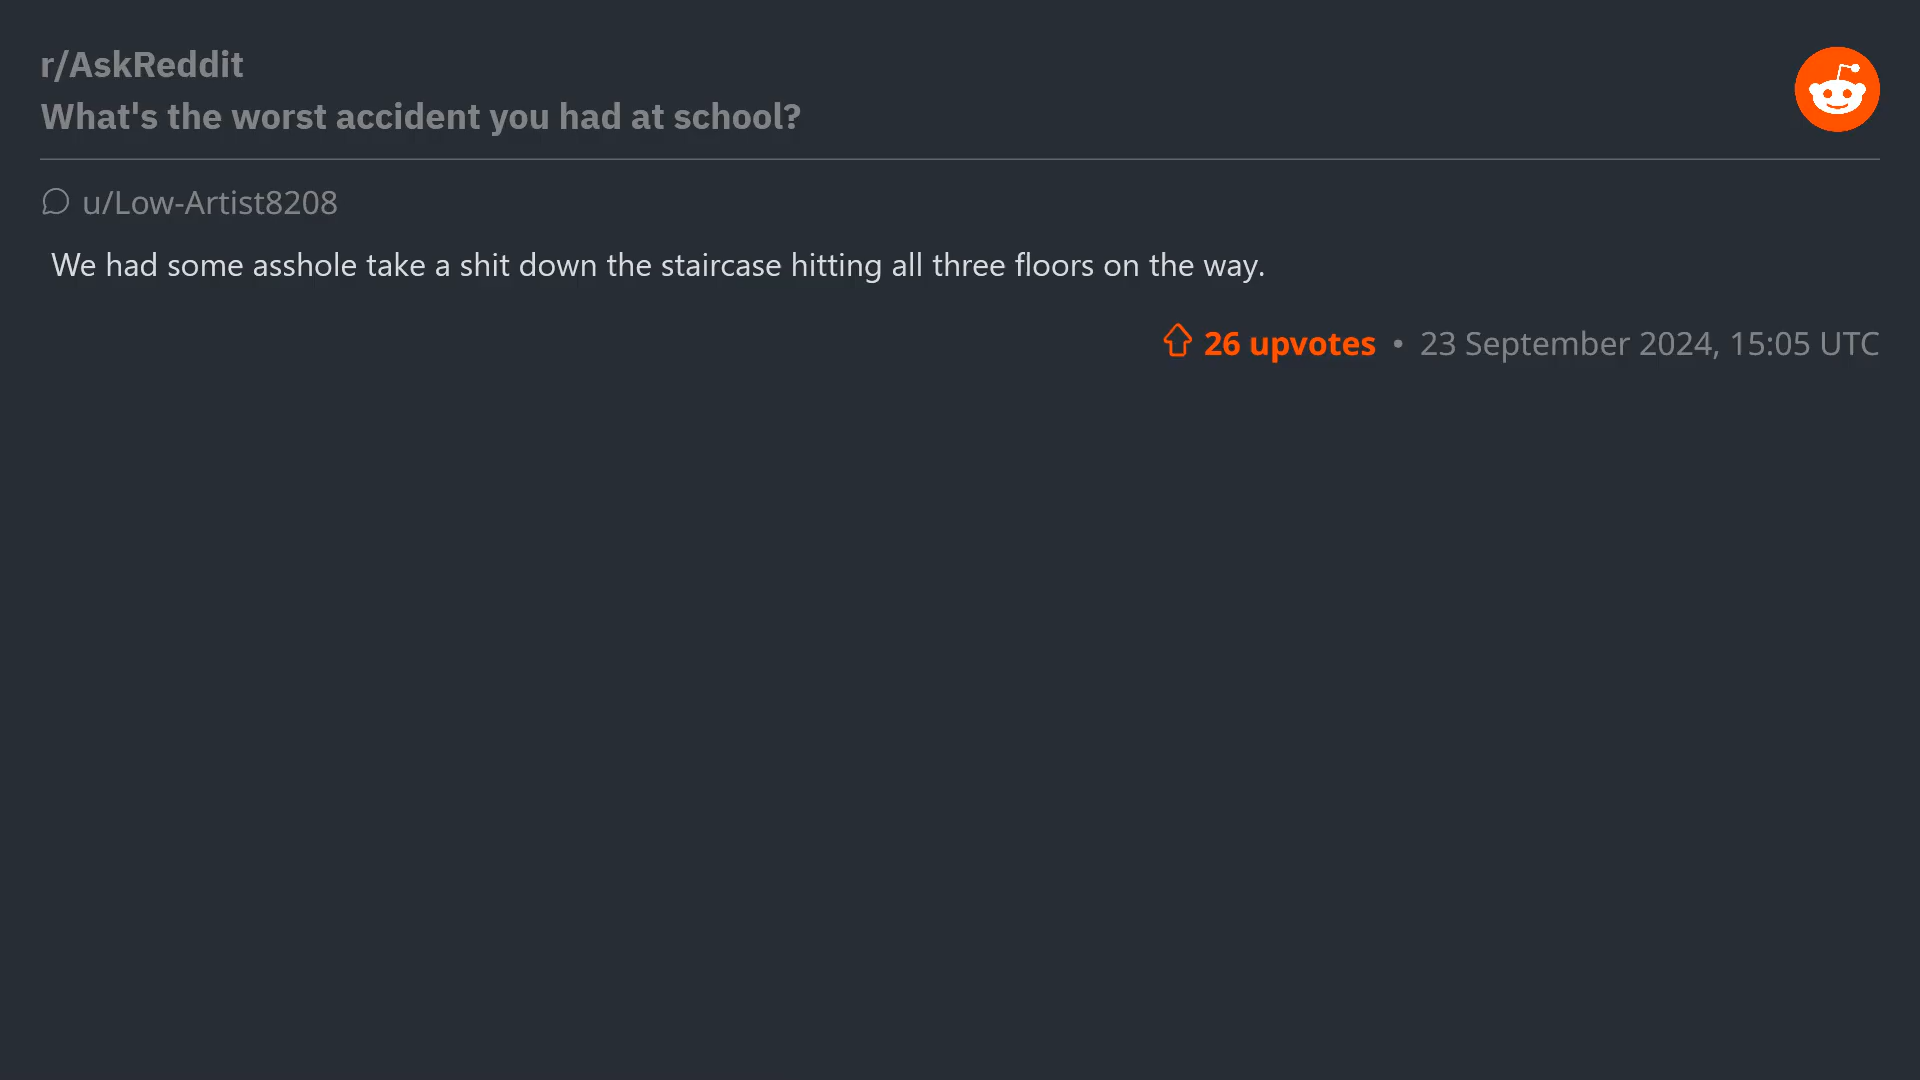 r/AskReddit
What's the worst accident you had at school?
u/Low-Artist8208
We had some asshole take a shit down the staircase hitting all three floors on the way.
26 upvotes • 23 September 2024, 15:05 UTC